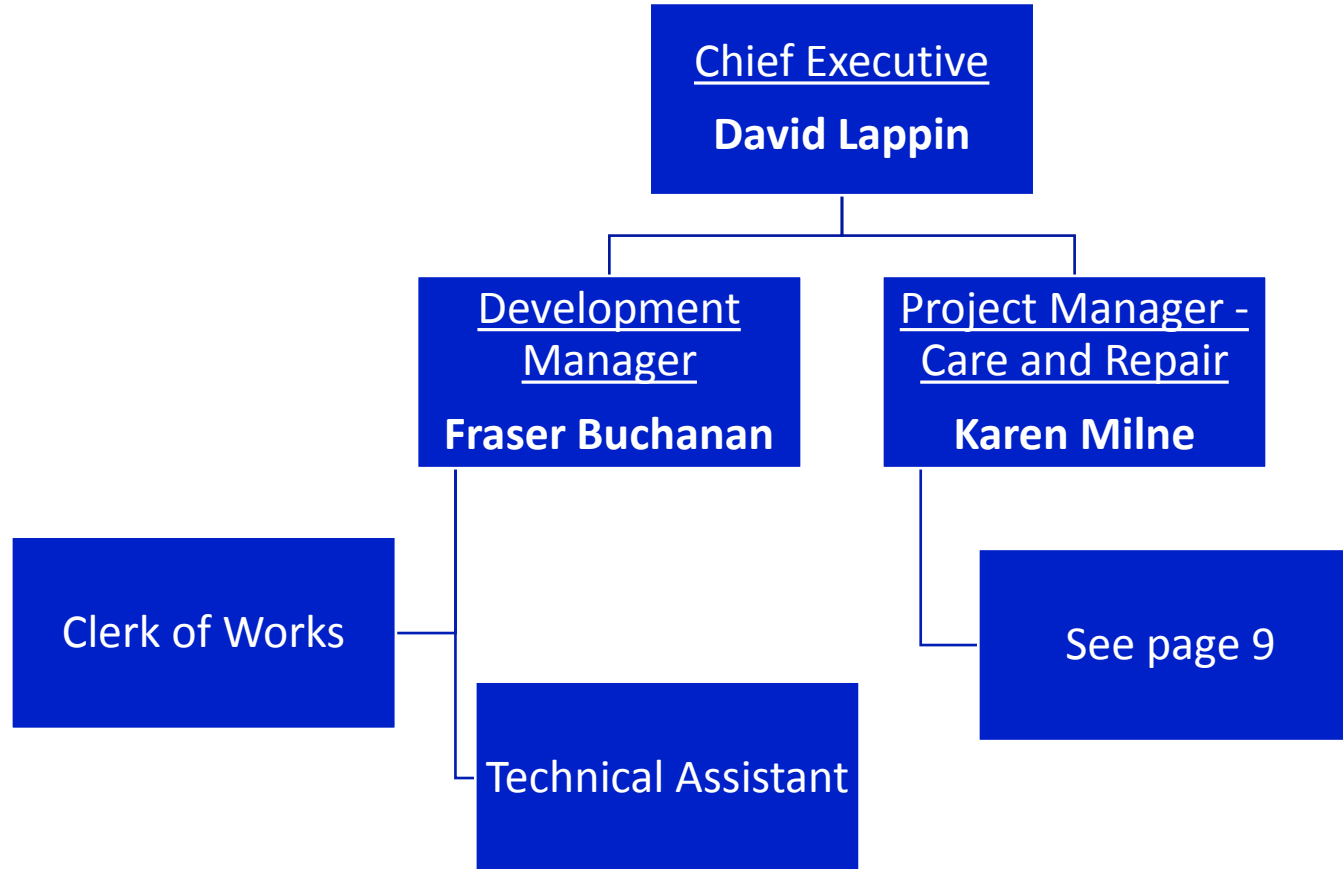 Chief Executive
David Lappin
Development
Manager
Fraser Buchanan
Project Manager -
Care and Repair
Karen Milne
Clerk of Works
See page 9
Technical Assistant